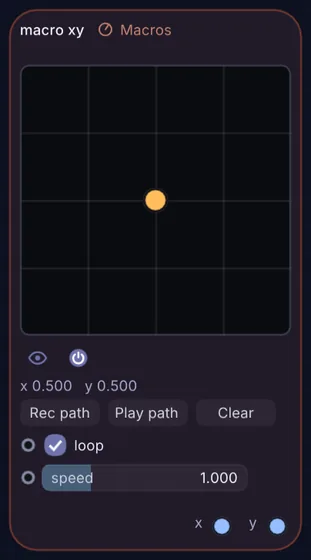 macro xy Macros
x 0.500 y 0.500
Rec path Play path Clear
loop
speed 1.000
x y